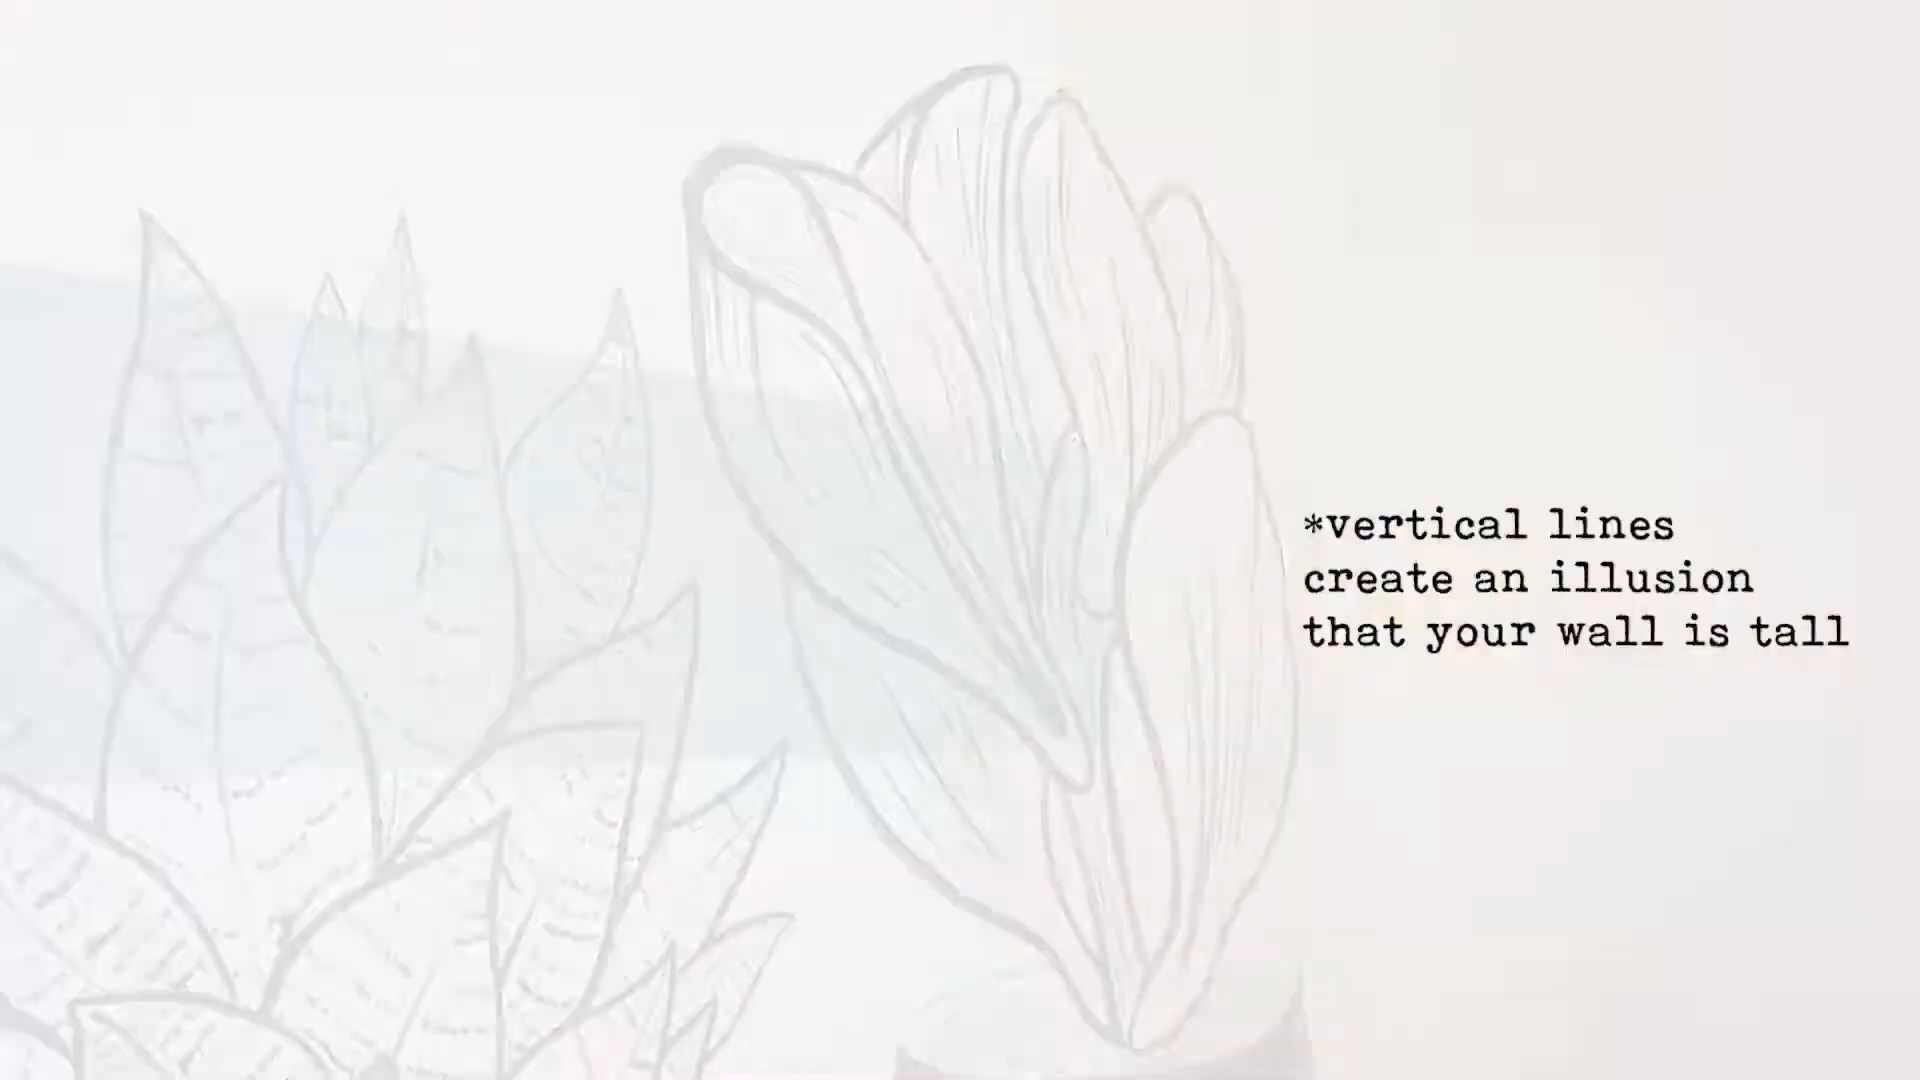 *vertical lines
create an illusion
that your wall is tall